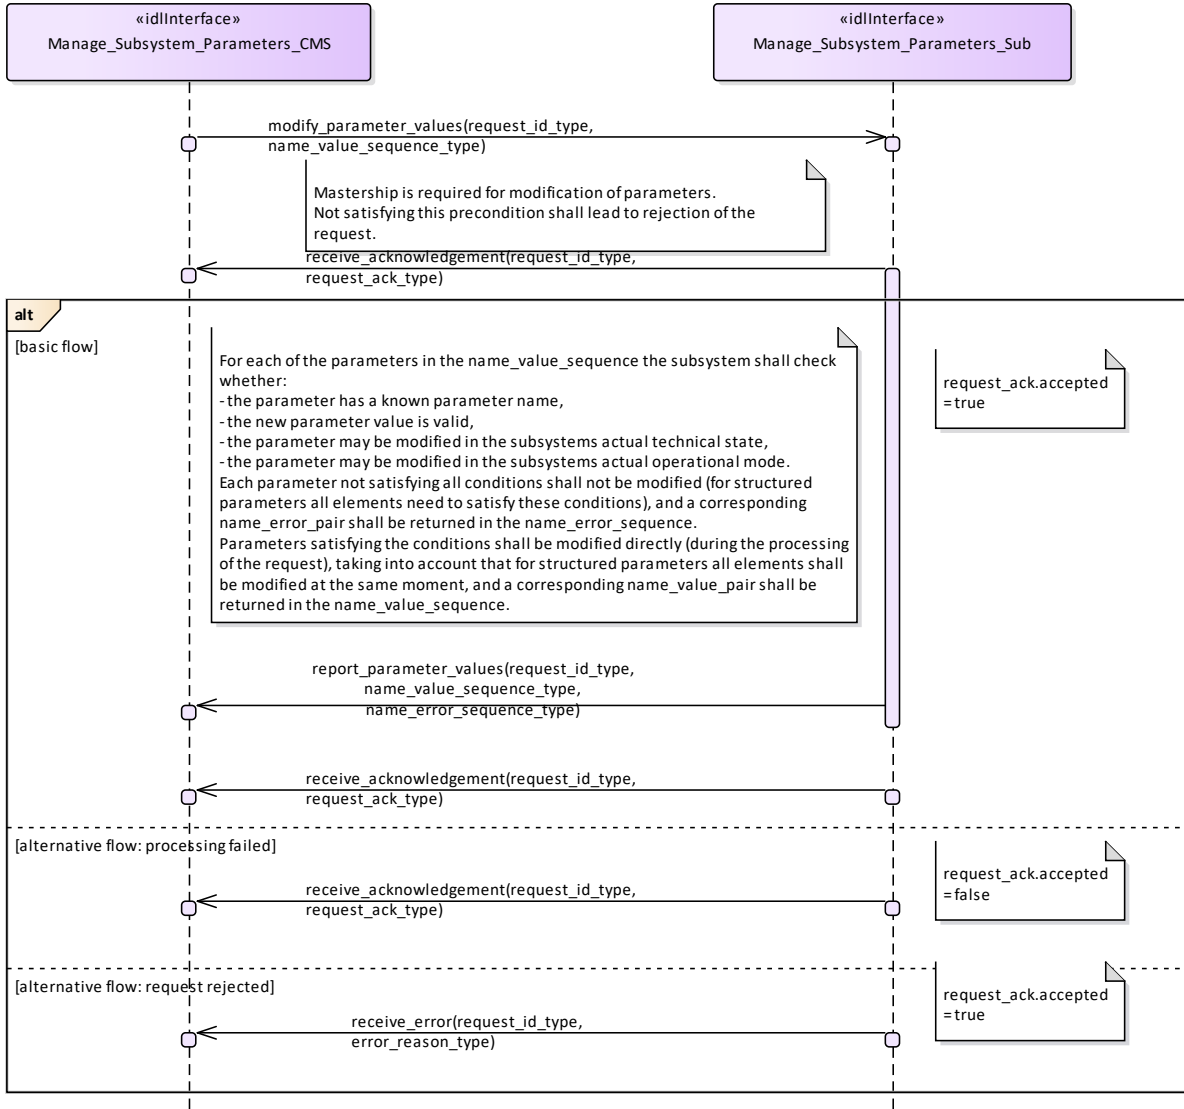 «idlInterface»
Manage_Subsystem_Parameters_CMS
«idlInterface»
Manage_Subsystem_Parameters_Sub
modify_parameter_values(request_id_type,
name_value_sequence_type)
Mastership is required for modification of parameters.
Not satisfying this precondition shall lead to rejection of the
request.
receive_acknowledgement(request_id_type,
request_ack_type)
alt
[basic flow]
For each of the parameters in the name_value_sequence the subsystem shall check
whether:
- the parameter has a known parameter name,
- the new parameter value is valid,
- the parameter may be modified in the subsystems actual technical state,
- the parameter may be modified in the subsystems actual operational mode.
Each parameter not satisfying all conditions shall not be modified (for structured
parameters all elements need to satisfy these conditions), and a corresponding
name_error_pair shall be returned in the name_error_sequence.
Parameters satisfying the conditions shall be modified directly (during the processing
of the request), taking into account that for structured parameters all elements shall
be modified at the same moment, and a corresponding name_value_pair shall be
returned in the name_value_sequence.
request_ack.accepted
=true
report_parameter_values(request_id_type,
name_value_sequence_type,
name_error_sequence_type)
receive_acknowledgement(request_id_type,
request_ack_type)
[alternative flow: processing failed]
receive_acknowledgement(request_id_type,
request_ack_type)
request_ack.accepted
=false
[alternative flow: request rejected]
receive_error(request_id_type,
error_reason_type)
request_ack.accepted
=true